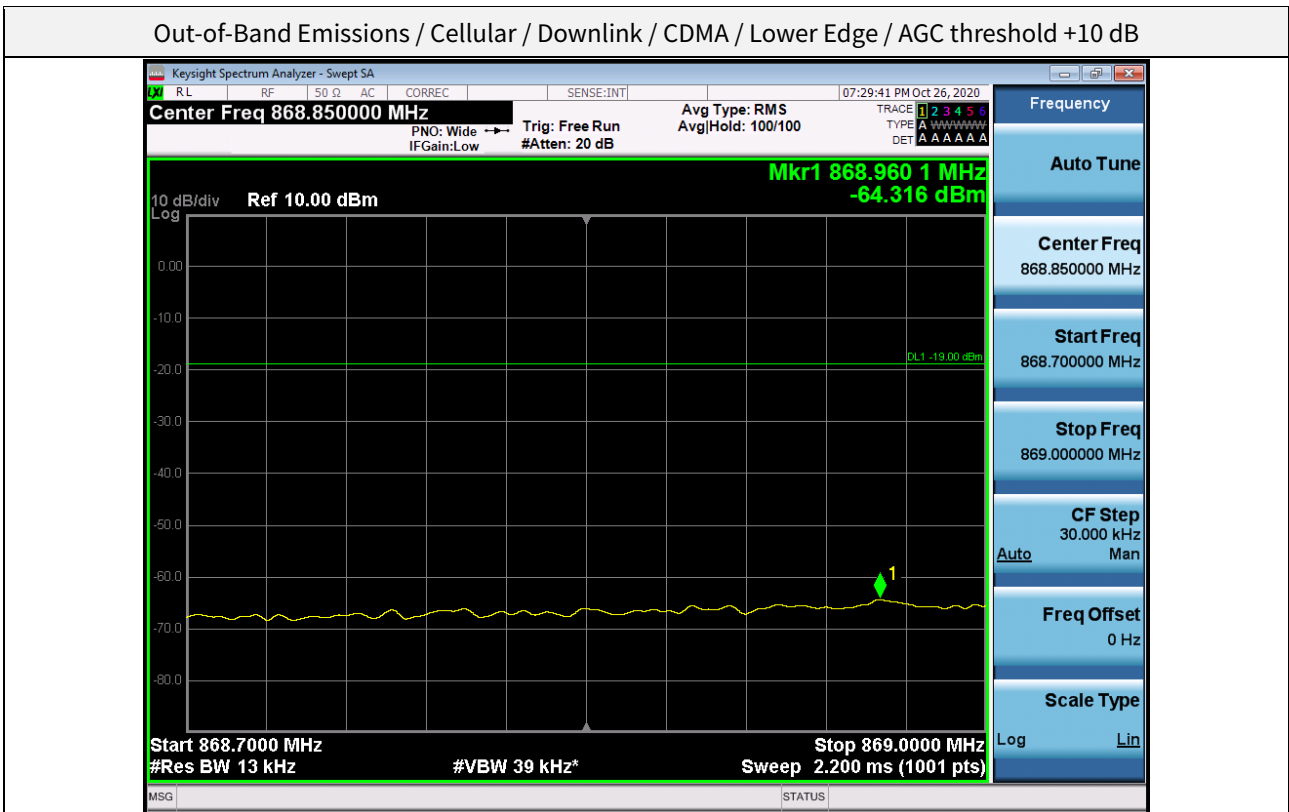 Out-of-Band Emissions / Cellular / Downlink / CDMA / Lower Edge / AGC threshold +10 dB
Keysight Spectrum Analyzer - Swept SA
LXI RL RF 50 Ω AC CORREC SENSE:INT 07:29:41 PM Oct 26, 2020
Center Freq 868.850000 MHz
PNO: Wide
IFGain:Low
Trig: Free Run
#Atten: 20 dB
Avg Type: RMS
Avg|Hold: 100/100
TRACE 1 2 3 4 5 6
TYPE A W W W W W
DET A A A A A A
Mkr1 868.960 1 MHz
-64.316 dBm
10 dB/div Ref 10.00 dBm
Log
0.00
-10.0
DL1 -19.00 dBm
-20.0
-30.0
-40.0
-50.0
-60.0
1
-70.0
-80.0
Start 868.7000 MHz Stop 869.0000 MHz
#Res BW 13 kHz #VBW 39 kHz* Sweep 2.200 ms (1001 pts)
MSG STATUS
Frequency
Auto Tune
Center Freq
868.850000 MHz
Start Freq
868.700000 MHz
Stop Freq
869.000000 MHz
CF Step
30.000 kHz
Auto Man
Freq Offset
0 Hz
Scale Type
Log Lin